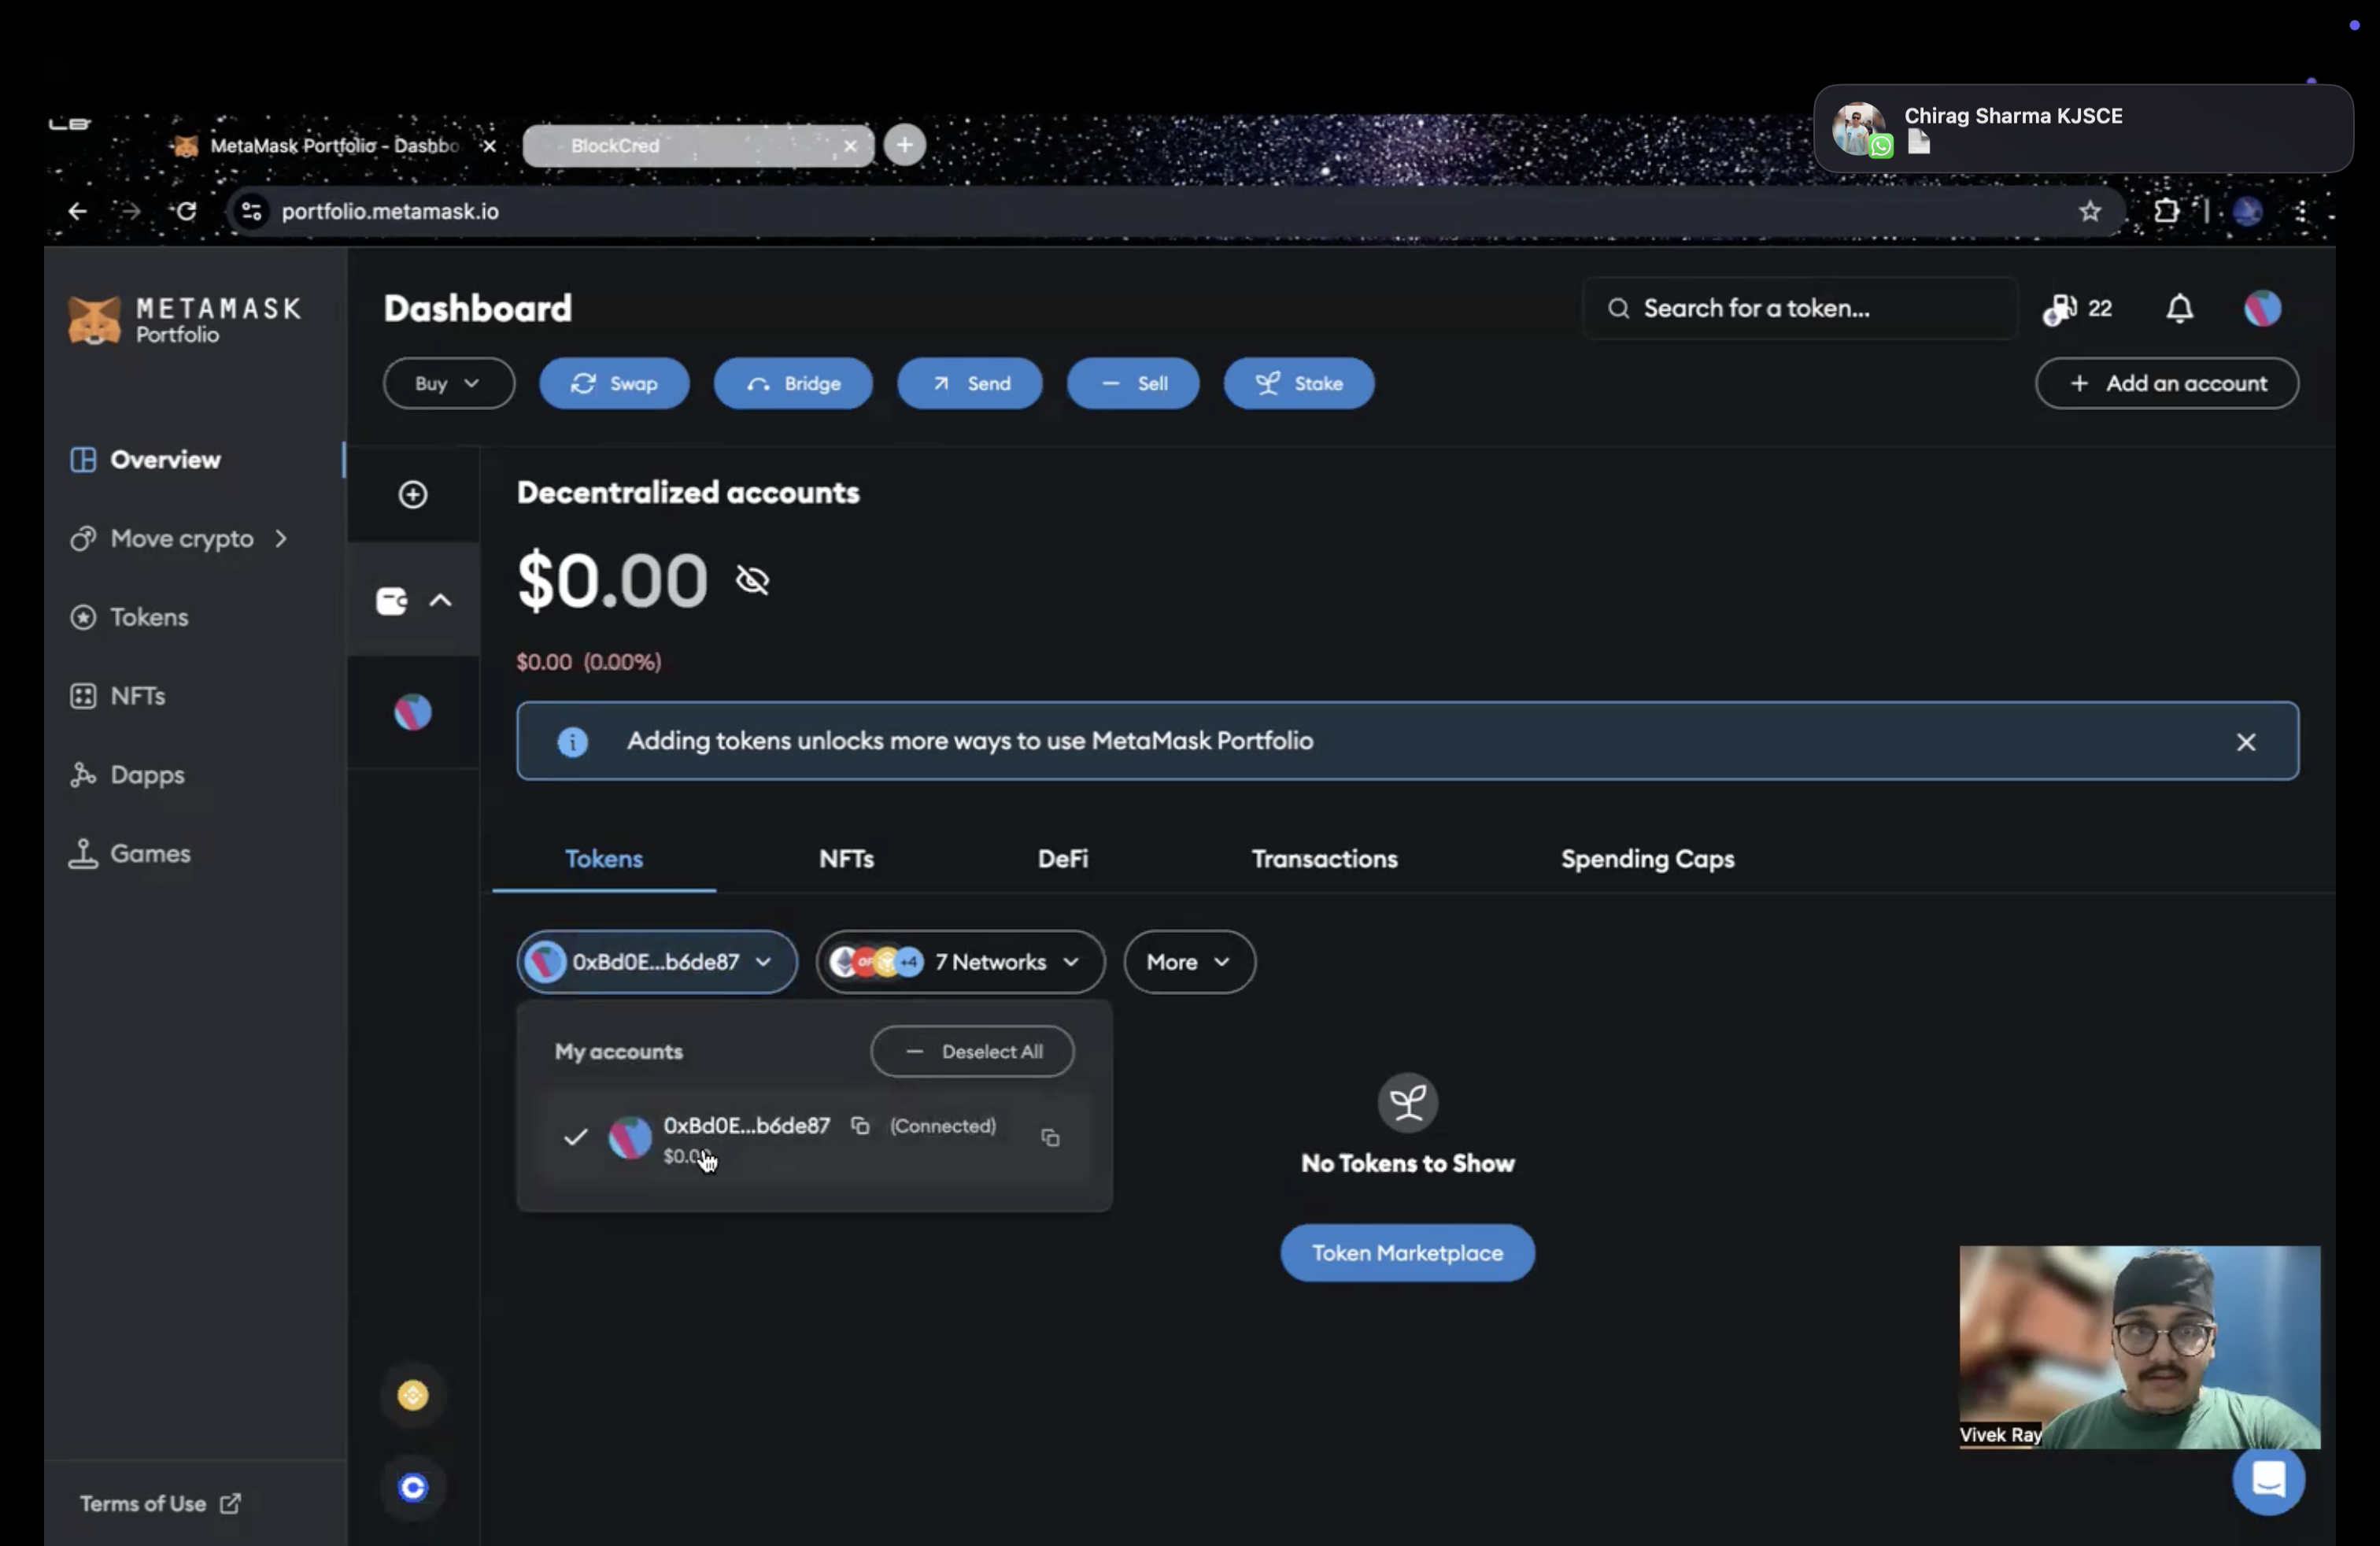 Chirag Sharma KJSCE
MetaMask Portfolio - Dashbo
BlockCred
portfolio.metamask.io
METAMASK
Portfolio
Dashboard
Search for a token...
22
Buy
Swap
Bridge
Send
Sell
Stake
+ Add an account
Overview
Move crypto
Tokens
NFTs
Dapps
Games
Decentralized accounts
$0.00
$0.00 (0.00%)
Adding tokens unlocks more ways to use MetaMask Portfolio
Tokens
NFTs
DeFi
Transactions
Spending Caps
0xBd0E...b6de87
OP
+4
7 Networks
More
My accounts
Deselect All
0xBd0E...b6de87
(Connected)
No Tokens to Show
Token Marketplace
Vivek Ray
Terms of Use